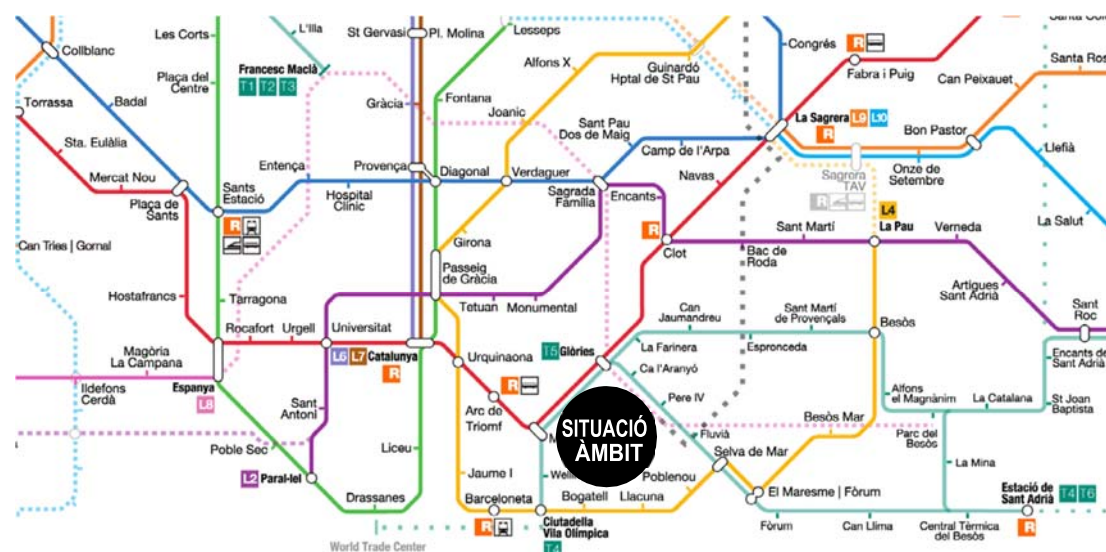 Les Corts
L'Illa
St Gervasi
Pl. Molina
Lesseps
Congrés
R
Santa Rosa
Collblanc
Plaça del
Centre
Francesc Macià
T1 T2 T3
Alfons X
Guinardó
Hptal de St Pau
Fabra i Puig
Can Peixauet
Torrassa
Badal
Gràcia
Fontana
Joanic
La Sagrera L9 L10
R
Bon Pastor
Sta. Eulàlia
Sant Pau
Dos de Maig
Camp de l'Arpa
Llefià
Mercat Nou
Entença
Provença
Diagonal
Verdaguer
Navas
Sagrera
TAV
R
Onze de
Setembre
Plaça de
Sants
Sants
Estació
R
Hospital
Clínic
Sagrada
Família
Encants
L4
La Pau
La Salut
Can Tries | Gornal
Girona
R
Clot
Sant Martí
Verneda
Passeig
de Gràcia
Bac de
Roda
Artigues
Sant Adrià
Hostafrancs
Tarragona
Tetuan
Monumental
Can
Jaumandreu
Sant Martí
de Provençals
Besòs
Sant
Roc
Rocafort
Urgell
Universitat
L6 L7 Catalunya
R
Urquinaona
T5 Glòries
La Farinera
Espronceda
Magòria
La Campana
Espanya
L8
Ildefons
Cerdà
R
Ca l'Aranyó
Encants de
Sant Adrià
Sant
Antoni
Arc de
Triomf
SITUACIÓ
ÀMBIT
Pere IV
Alfons
el Magnànim
La Catalana
St Joan
Baptista
Besòs Mar
Parc del
Besòs
Poble Sec
Liceu
Fluvià
Selva de Mar
La Mina
L2 Paral·lel
Jaume I
Poblenou
El Maresme | Fòrum
Estació de
Sant Adrià
T4 T6
R
Drassanes
Barceloneta
R
Bogatell
Llacuna
Ciutadella
Vila Olímpica
T4
Fòrum
Can Llima
Central Tèrmica
del Besòs
World Trade Center